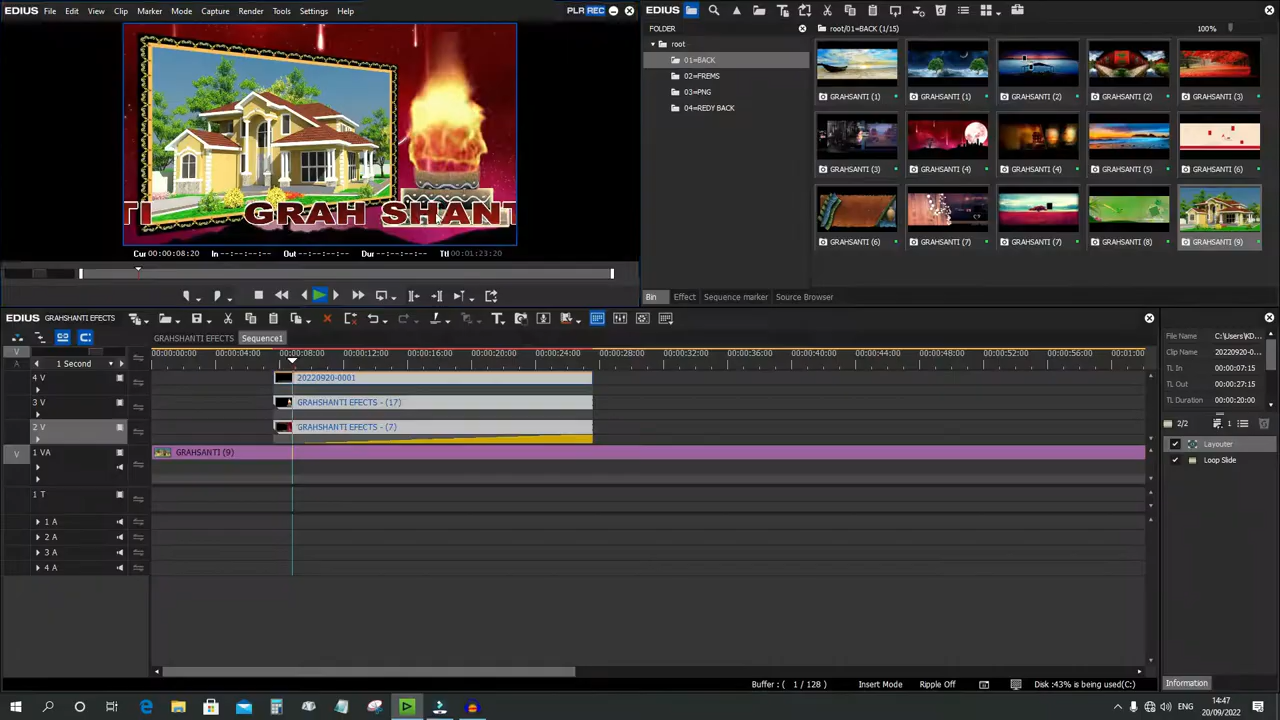 EDIUS File Edit View Clip Marker Mode Capture Render Tools Settings Help PLR REC
TI GRAH SHANT
Cur 00:00:08:20 In --:--:--:-- Out --:--:--:-- Dur --:--:--:-- Ttl 00:01:23:20
EDIUS
FOLDER root/01=BACK (1/15) 100%
root
01=BACK
02=FREMS
03=PNG
04=REDY BACK
GRAHSANTI (1) GRAHSANTI (1) GRAHSANTI (2) GRAHSANTI (2) GRAHSANTI (3)
GRAHSANTI (3) GRAHSANTI (4) GRAHSANTI (4) GRAHSANTI (5) GRAHSANTI (6)
GRAHSANTI (6) GRAHSANTI (7) GRAHSANTI (7) GRAHSANTI (8) GRAHSANTI (9)
Bin Effect Sequence marker Source Browser
EDIUS GRAHSHANTI EFFECTS
GRAHSHANTI EFFECTS Sequence1
V
A
1 Second
00:00:00:00 00:00:04:00 00:00:08:00 00:00:12:00 00:00:16:00 00:00:20:00 00:00:24:00 00:00:28:00 00:00:32:00 00:00:36:00 00:00:40:00 00:00:44:00 00:00:48:00 00:00:52:00 00:00:56:00 00:01:00
4 V 20220920-0001
3 V GRAHSHANTI EFECTS - (17)
2 V GRAHSHANTI EFECTS - (7)
V 1 VA GRAHSANTI (9)
1 T
1 A
2 A
3 A
4 A
File Name C:\Users\KD...
Clip Name 20220920-0...
TL In 00:00:07:15
TL Out 00:00:27:15
TL Duration 00:00:20:00
2/2
Layouter
Loop Slide
Information
Buffer : ( 1 / 128 ) Insert Mode Ripple Off Disk :43% is being used(C:)
14:47
20/09/2022